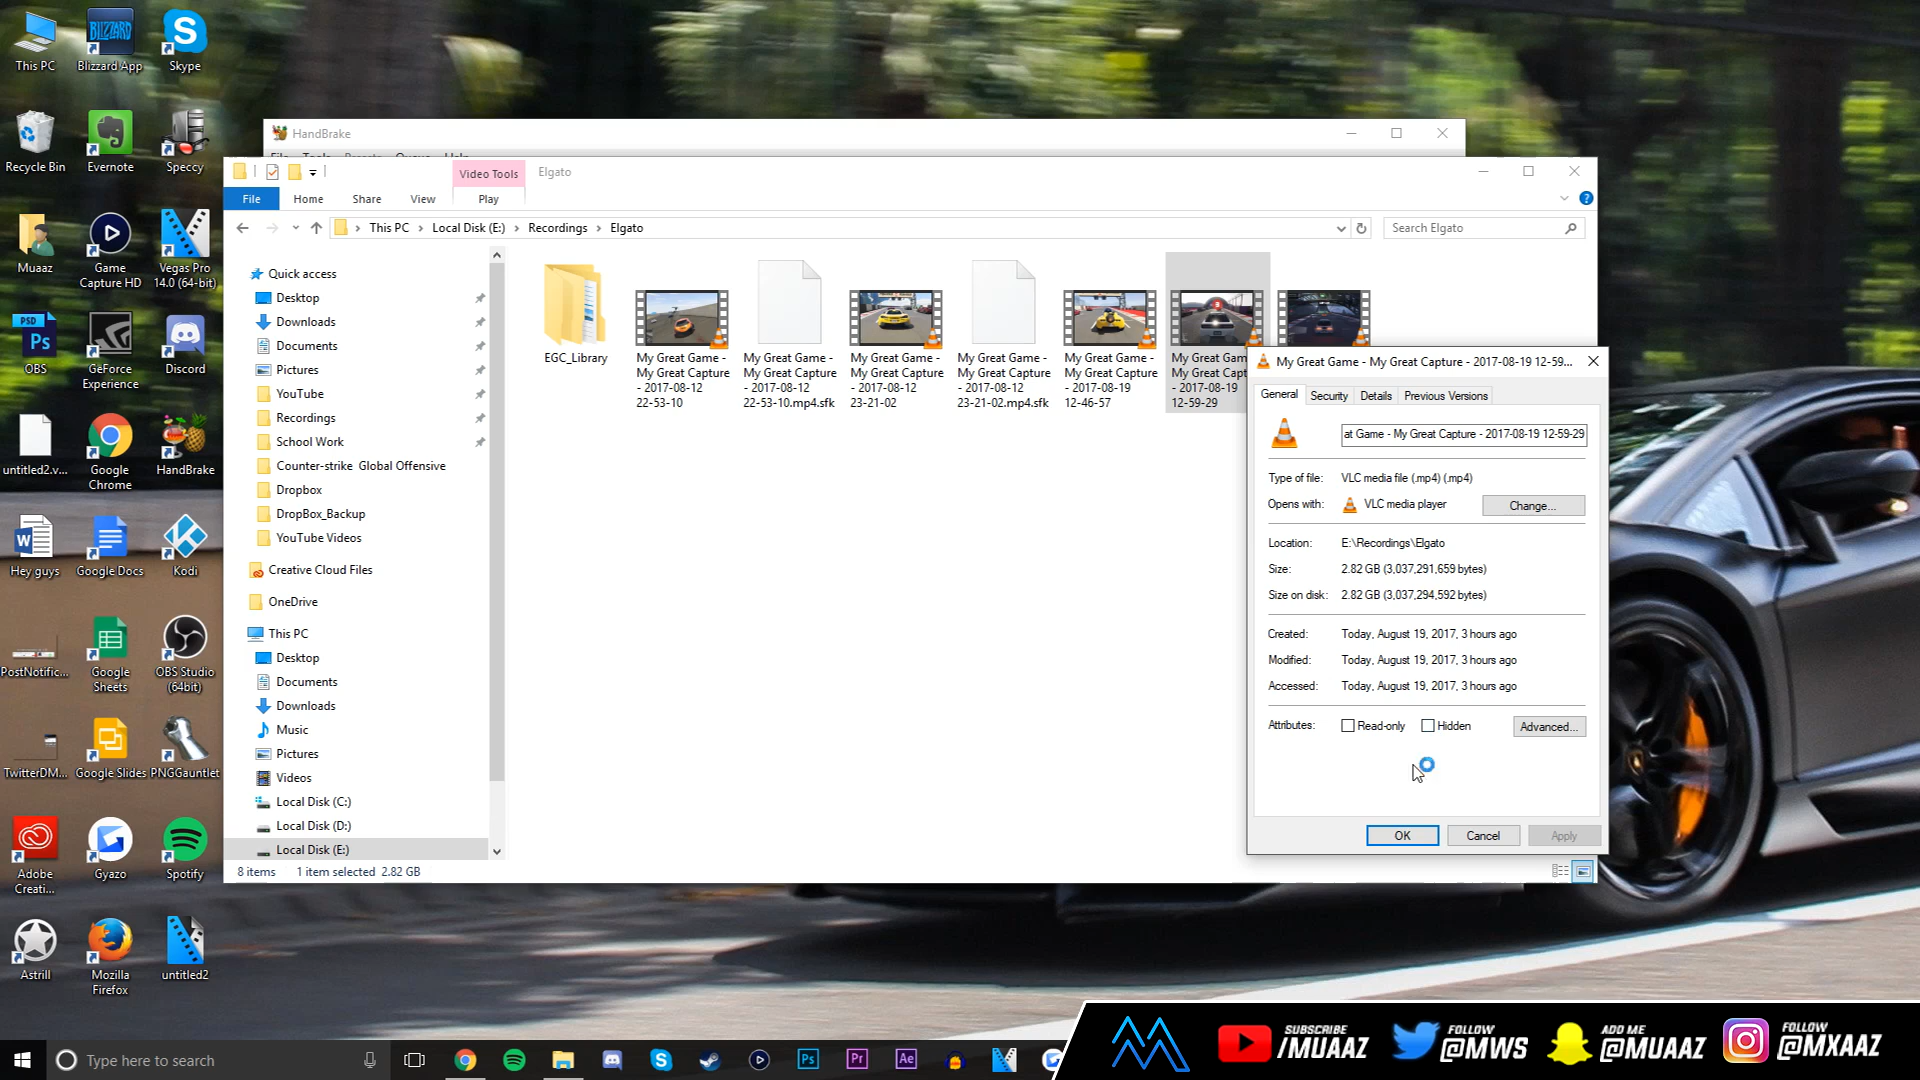 This PC
Blizzard App
Skype
Recycle Bin
Evernote
Speccy
Muaaz
Game Capture HD
Vegas Pro 14.0 (64-bit)
OBS
GeForce Experience
Discord
untitled2.v...
Google Chrome
HandBrake
Hey guys
Google Docs
Kodi
PostNotific...
Google Sheets
OBS Studio (64bit)
TwitterDM...
Google Slides
PNGGauntlet
Adobe Creati...
Gyazo
Spotify
Astrill
Mozilla Firefox
untitled2
HandBrake
Video Tools
Elgato
File
Home
Share
View
Play
This PC
Local Disk (E:)
Recordings
Elgato
Search Elgato
Quick access
Desktop
Downloads
Documents
Pictures
YouTube
Recordings
School Work
Counter-strike Global Offensive
Dropbox
DropBox_Backup
YouTube Videos
Creative Cloud Files
OneDrive
This PC
Desktop
Documents
Downloads
Music
Pictures
Videos
Local Disk (C:)
Local Disk (D:)
Local Disk (E:)
EGC_Library
My Great Game -
My Great Capture
- 2017-08-12
22-53-10
My Great Game -
My Great Capture
- 2017-08-12
22-53-10.mp4.sfk
My Great Game -
My Great Capture
- 2017-08-12
23-21-02
My Great Game -
My Great Capture
- 2017-08-12
23-21-02.mp4.sfk
My Great Game -
My Great Capture
- 2017-08-19
12-46-57
My Great Gam
My Great Capt
- 2017-08-19
12-59-29
8 items
1 item selected 2.82 GB
My Great Game - My Great Capture - 2017-08-19 12-59...
General
Security
Details
Previous Versions
at Game - My Great Capture - 2017-08-19 12-59-29
Type of file: VLC media file (.mp4) (.mp4)
Opens with: VLC media player
Change...
Location: E:\Recordings\Elgato
Size: 2.82 GB (3,037,291,659 bytes)
Size on disk: 2.82 GB (3,037,294,592 bytes)
Created: Today, August 19, 2017, 3 hours ago
Modified: Today, August 19, 2017, 3 hours ago
Accessed: Today, August 19, 2017, 3 hours ago
Attributes: Read-only Hidden
Advanced...
OK
Cancel
Apply
Type here to search
SUBSCRIBE
/MUAAZ
FOLLOW
@MWS
ADD ME
@MUAAZ
FOLLOW
@MXAAZ